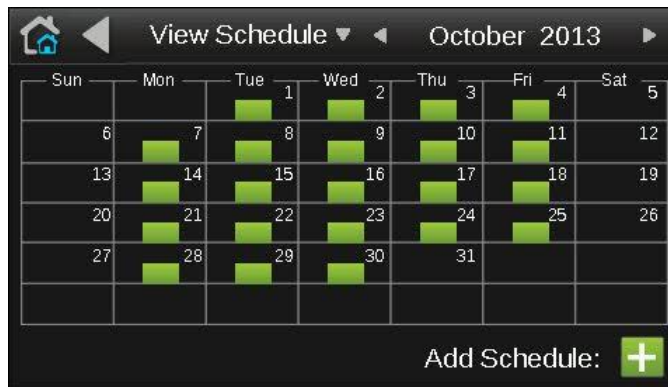 View Schedule October 2013
Sun Mon Tue Wed Thu Fri Sat
1 2 3 4 5
6 7 8 9 10 11 12
13 14 15 16 17 18 19
20 21 22 23 24 25 26
27 28 29 30 31
Add Schedule: +